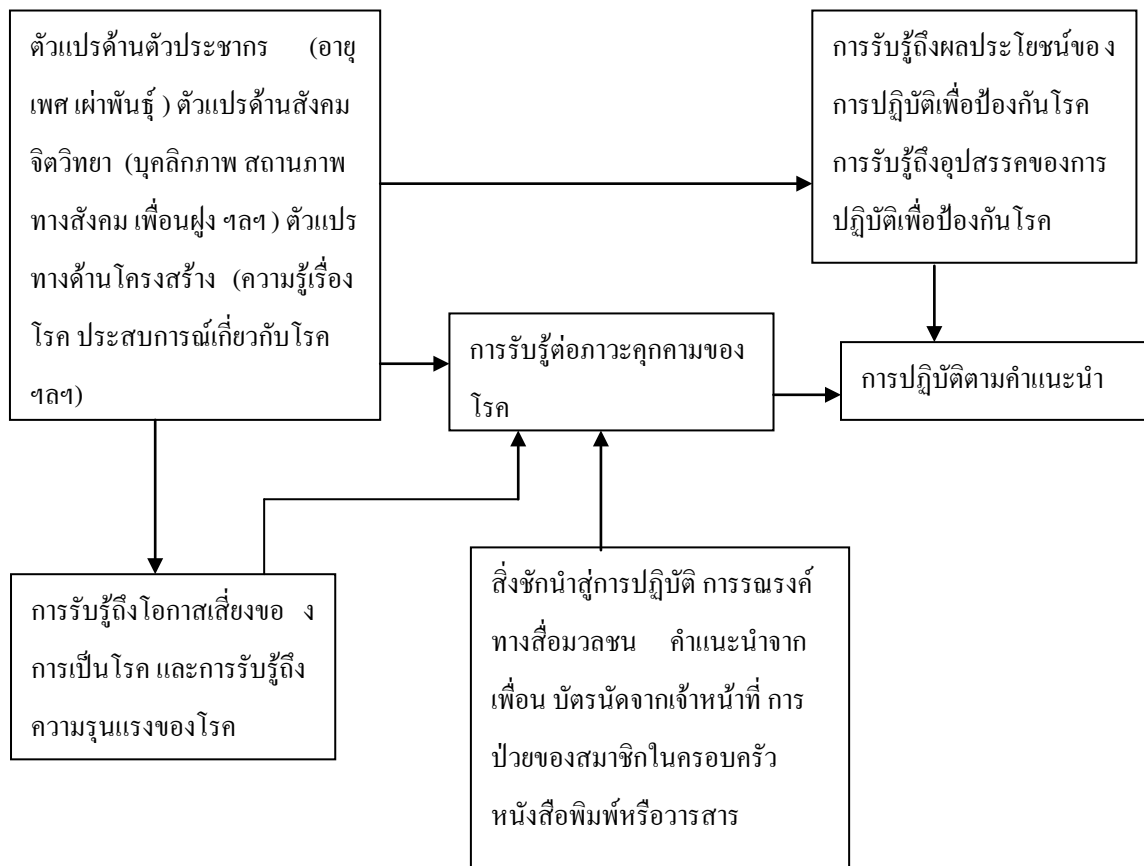 ตัวแปรด้านตัวประชากร (อายุ
เพศ เผ่าพันธุ์ ) ตัวแปรด้านสังคม
จิตวิทยา (บุคลิกภาพ สถานภาพ
ทางสังคม เพื่อนฝูง ฯลฯ ) ตัวแปร
ทางด้านโครงสร้าง (ความรู้เรื่อง
โรค ประสบการณ์เกี่ยวกับโรค
ฯลฯ)
การรับรู้ถึงผลประโยชน์ของ
การปฏิบัติเพื่อป้องกันโรค
การรับรู้ถึงอุปสรรคของการ
ปฏิบัติเพื่อป้องกันโรค
การรับรู้ต่อภาวะคุกคามของ
โรค
การปฏิบัติตามคำแนะนำ
การรับรู้ถึงโอกาสเสี่ยงขอ ง
การเป็นโรค และการรับรู้ถึง
ความรุนแรงของโรค
สิ่งชักนำสู่การปฏิบัติ การรณรงค์
ทางสื่อมวลชน คำแนะนำจาก
เพื่อน บัตรนัดจากเจ้าหน้าที่ การ
ป่วยของสมาชิกในครอบครัว
หนังสือพิมพ์หรือวารสาร